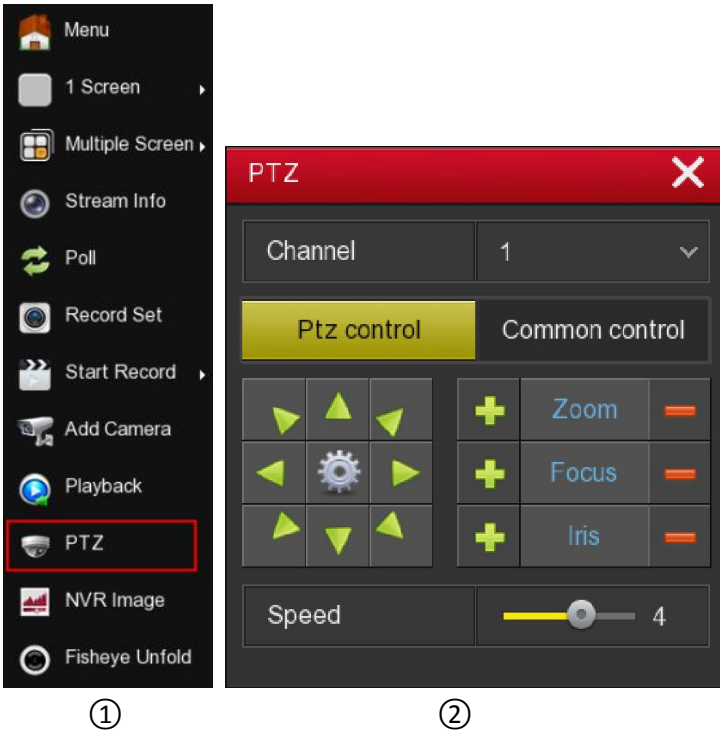 Menu
1 Screen
Multiple Screen
Stream Info
Poll
Record Set
Start Record
Add Camera
Playback
PTZ
NVR Image
Fisheye Unfold
①
PTZ
Channel 1
Ptz control Common control
Zoom
Focus
Iris
Speed 4
②